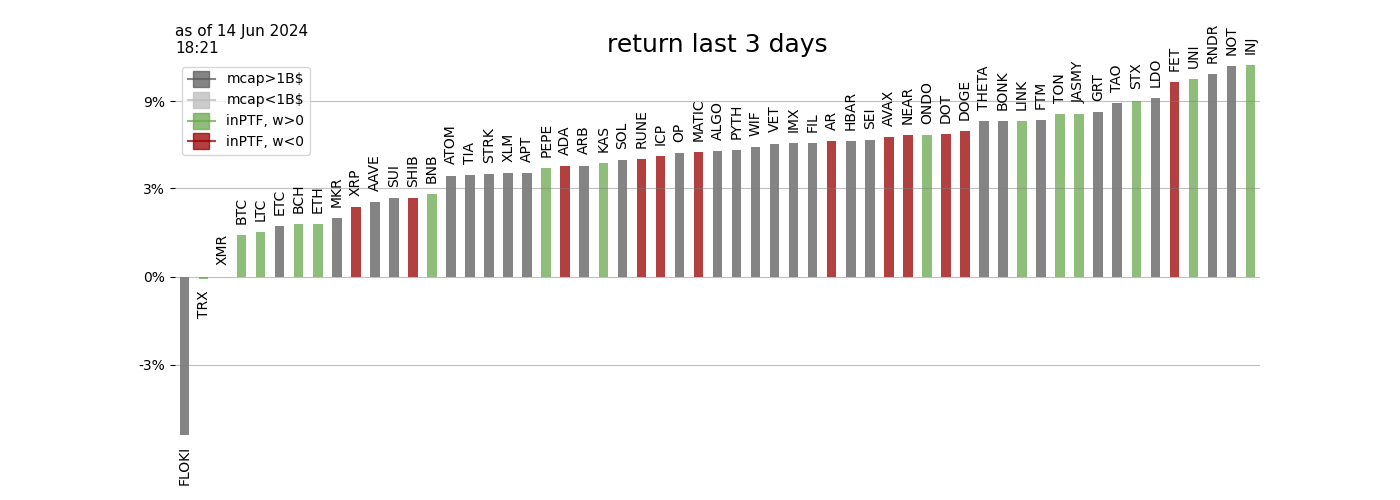 as of 14 Jun 2024
18:21
return last 3 days
mcap>1B$
mcap<1B$
inPTF, w>0
inPTF, w<0
9%
3%
0%
-3%
FLOKI
TRX
XMR
BTC
LTC
ETC
BCH
ETH
MKR
XRP
AAVE
SUI
SHIB
BNB
ATOM
TIA
STRK
XLM
APT
PEPE
ADA
ARB
KAS
SOL
RUNE
ICP
OP
MATIC
ALGO
PYTH
WIF
VET
IMX
FIL
AR
HBAR
SEI
AVAX
NEAR
ONDO
DOT
DOGE
THETA
BONK
LINK
FTM
TON
JASMY
GRT
TAO
STX
LDO
FET
UNI
RNDR
NOT
INJ